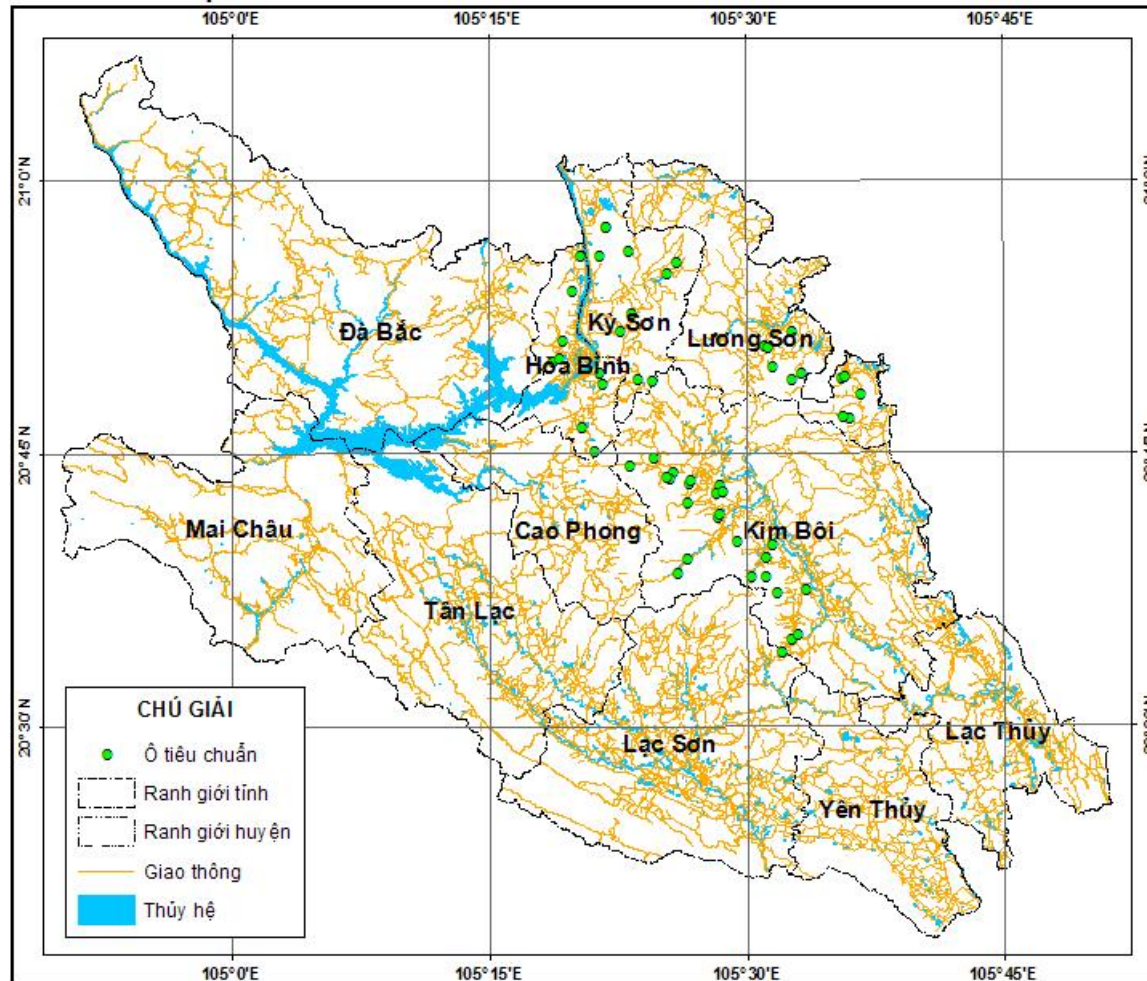 105°0'E 105°15'E 105°30'E 105°45'E
21°0'N
Đà Bắc
Kỳ Sơn
Lương Sơn
Hòa Bình
20°45'N
Mai Châu
Cao Phong
Kim Bôi
Tân Lạc
20°30'N
Lạc Sơn
Lạc Thủy
Yên Thủy
CHÚ GIẢI
Ô tiêu chuẩn
Ranh giới tỉnh
Ranh giới huyện
Giao thông
Thủy hệ
105°0'E 105°15'E 105°30'E 105°45'E